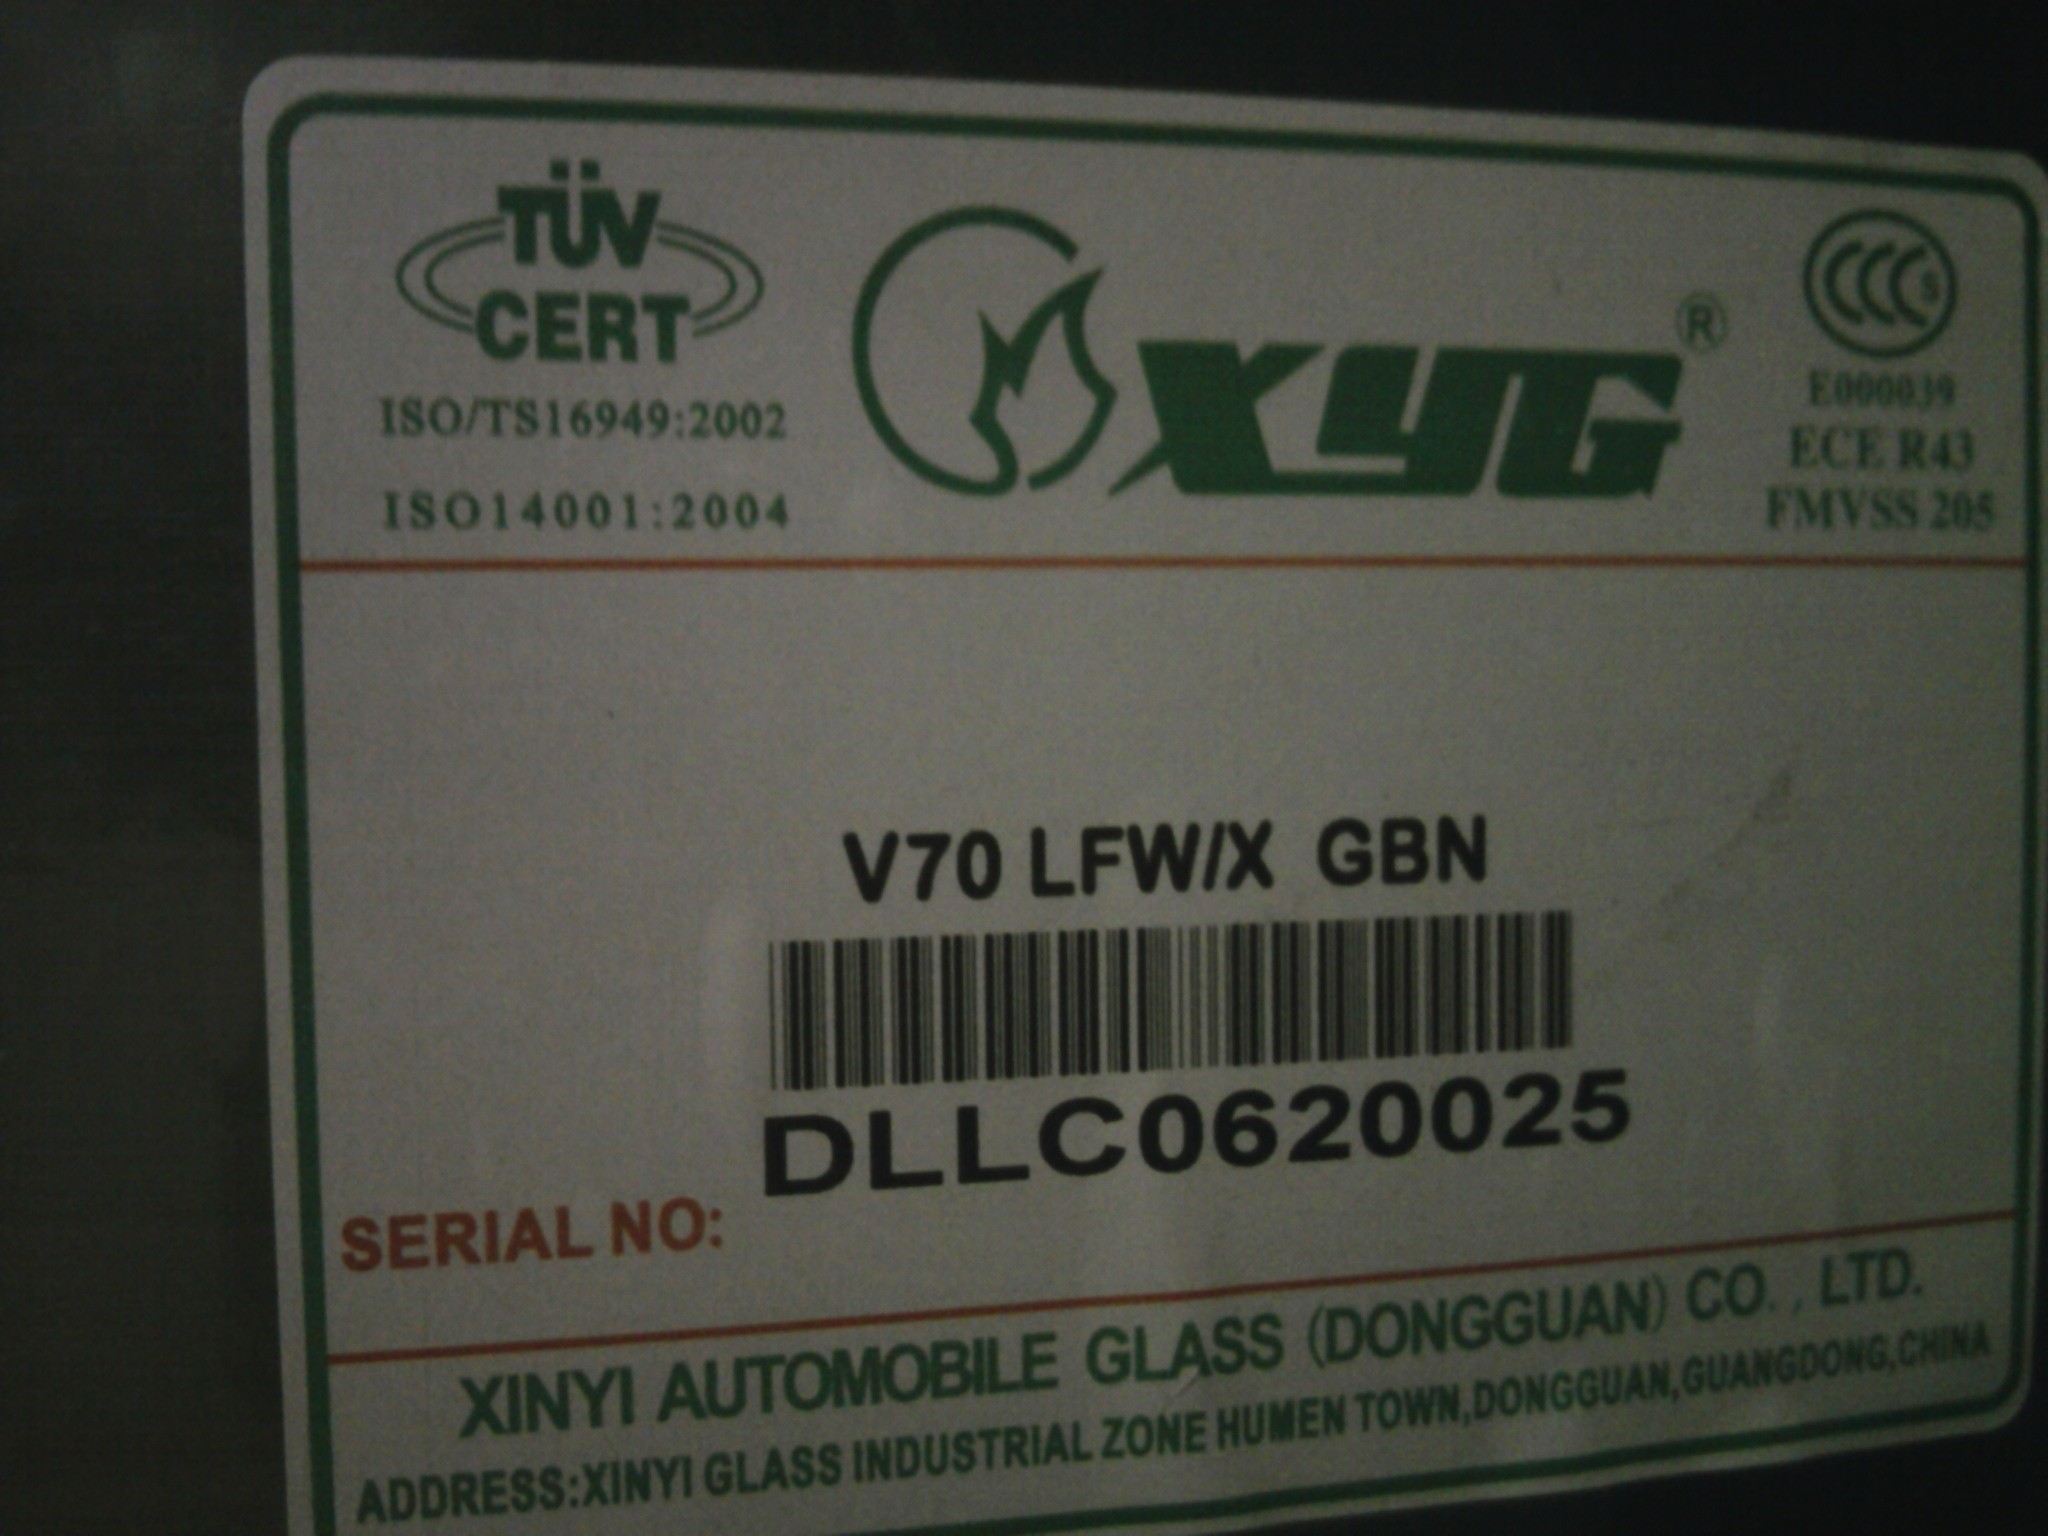 TÜV
CERT
ISO/TS16949:2002
ISO14001:2004
XYG®
CCC S
E000039
ECE R43
FMVSS 205
V70 LFW/X GBN
DLLC0620025
SERIAL NO:
XINYI AUTOMOBILE GLASS (DONGGUAN) CO., LTD.
ADDRESS:XINYI GLASS INDUSTRIAL ZONE HUMEN TOWN,DONGGUAN,GUANGDONG,CHINA